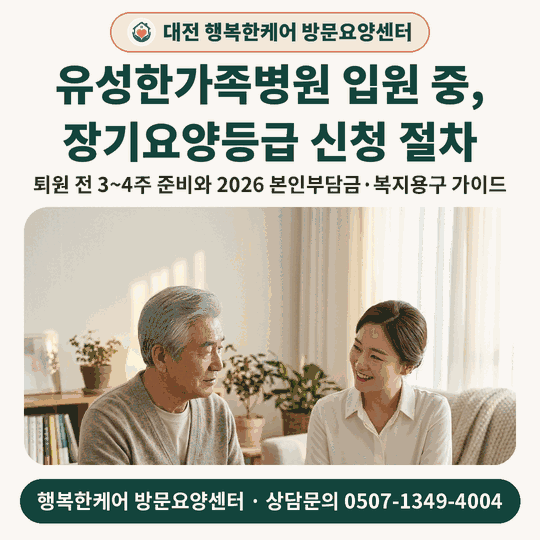 대전 행복한케어 방문요양센터
유성한가족병원 입원 중,
장기요양등급 신청 절차
퇴원 전 3~4주 준비와 2026 본인부담금·복지용구 가이드
행복한케어 방문요양센터 · 상담문의 0507-1349-4004